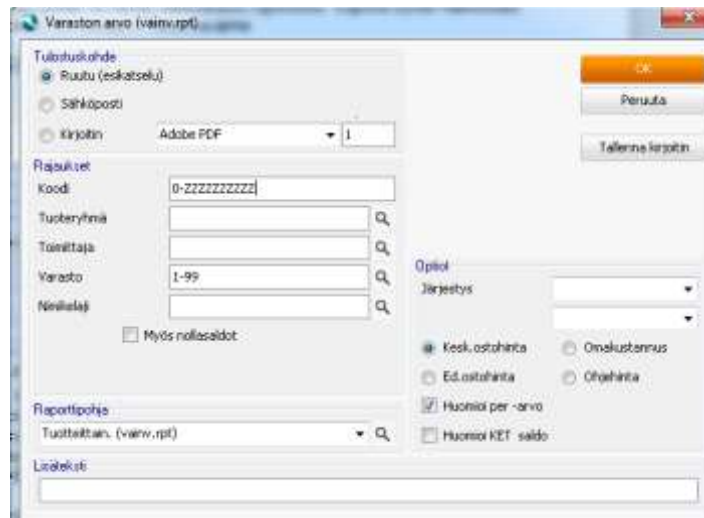 Varaston arvo (vainv.rpt)
Tulostuskohde
Ruutu (esikatselu)
Sähköposti
Kirjoitin Adobe PDF 1
OK
Peruuta
Tallenna kirjoitin
Rajaukset
Koodi 0-ZZZZZZZZZZ
Tuoteryhmä
Toimittaja
Varasto 1-99
Nimikelaji
Myös nollasaldot
Optiot
Järjestys
Kesk.ostohinta Omakustannus
Ed.ostohinta Ohjehinta
Huomioi per -arvo
Huomioi KET saldo
Raporttipohja
Tuotteittain. (vainv.rpt)
Lisäteksti